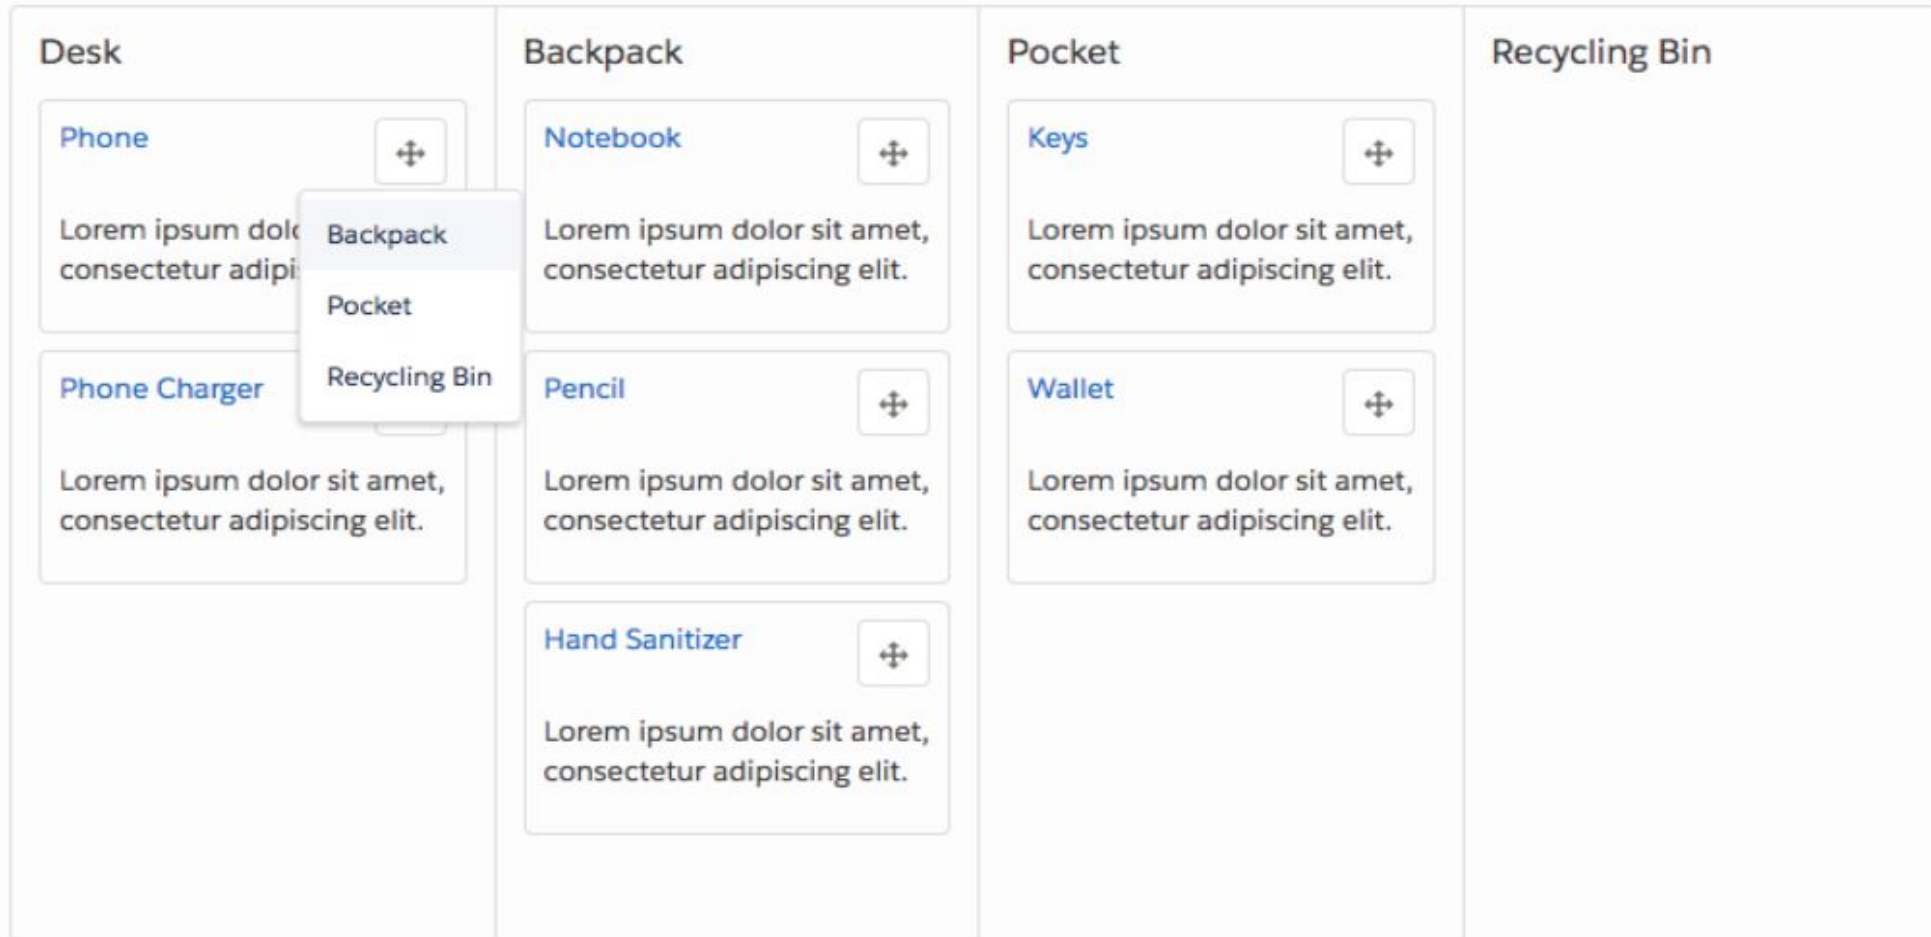 Desk
Phone
Lorem ipsum
consectetur
Backpack
Pocket
Recycling Bin
Phone Charger
Lorem ipsum dolor sit amet,
consectetur adipiscing elit.
Backpack
Notebook
Lorem ipsum dolor sit amet,
consectetur adipiscing elit.
Pencil
Lorem ipsum dolor sit amet,
consectetur adipiscing elit.
Hand Sanitizer
Lorem ipsum dolor sit amet,
consectetur adipiscing elit.
Pocket
Keys
Lorem ipsum dolor sit amet,
consectetur adipiscing elit.
Wallet
Lorem ipsum dolor sit amet,
consectetur adipiscing elit.
Recycling Bin